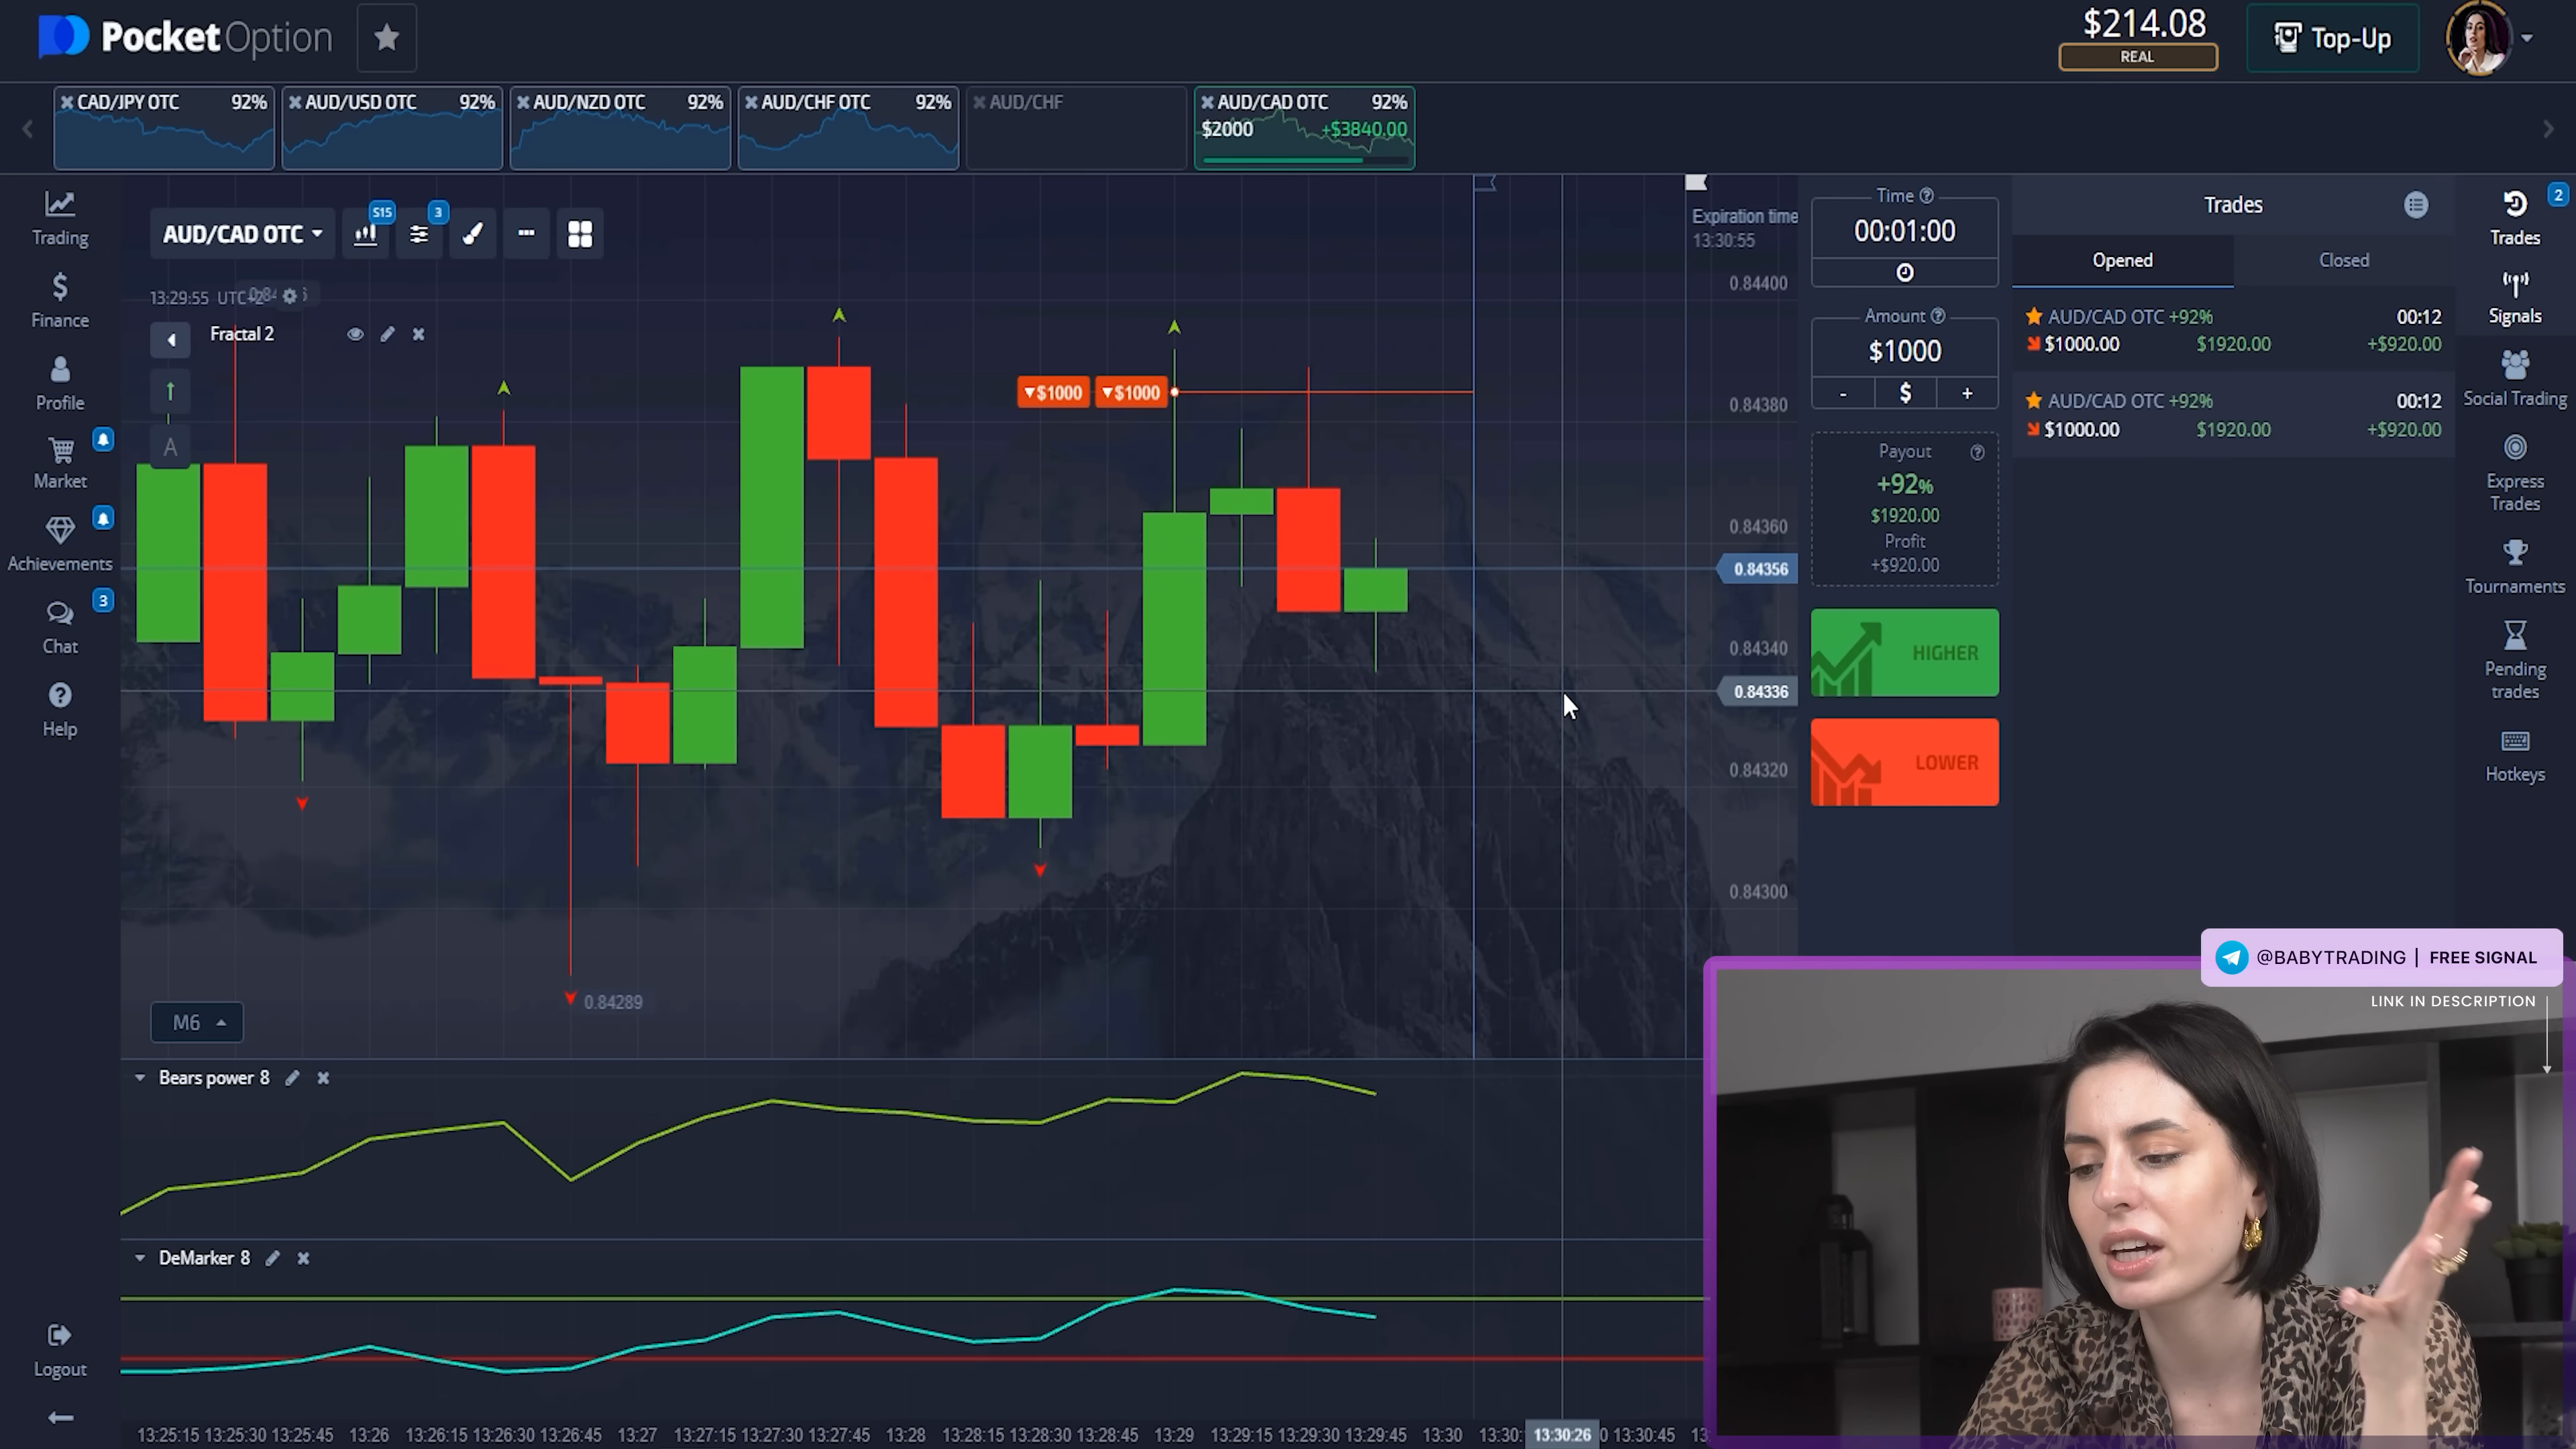 PocketOption
$214.08
REAL
Top-Up
CAD/JPY OTC 92%
AUD/USD OTC 92%
AUD/NZD OTC 92%
AUD/CHF OTC 92%
AUD/CHF
AUD/CAD OTC 92%
$2000 +$3840.00
Trading
Finance
Profile
Market
Achievements
Chat
3
Help
Logout
AUD/CAD OTC
S15
3
13:29:55 UTC+2
Fractal 2
A
$1000 $1000
Expiration time
13:30:55
0.84400
0.84380
0.84360
0.84356
0.84340
0.84336
0.84320
0.84300
0.84289
M6
Bears power 8
DeMarker 8
13:25:15 13:25:30 13:25:45 13:26 13:26:15 13:26:30 13:26:45 13:27 13:27:15 13:27:30 13:27:45 13:28 13:28:15 13:28:30 13:28:45 13:29 13:29:15 13:29:30 13:29:45 13:30 13:30: 13:30:26 0 13:30:45 13
Time
00:01:00
Amount
$1000
- $ +
Payout
+92%
$1920.00
Profit
+$920.00
HIGHER
LOWER
Trades
Opened Closed
AUD/CAD OTC +92% 00:12
$1000.00 $1920.00 +$920.00
AUD/CAD OTC +92% 00:12
$1000.00 $1920.00 +$920.00
2
Trades
Signals
Social Trading
Express
Trades
Tournaments
Pending
trades
Hotkeys
@BABYTRADING | FREE SIGNAL
LINK IN DESCRIPTION